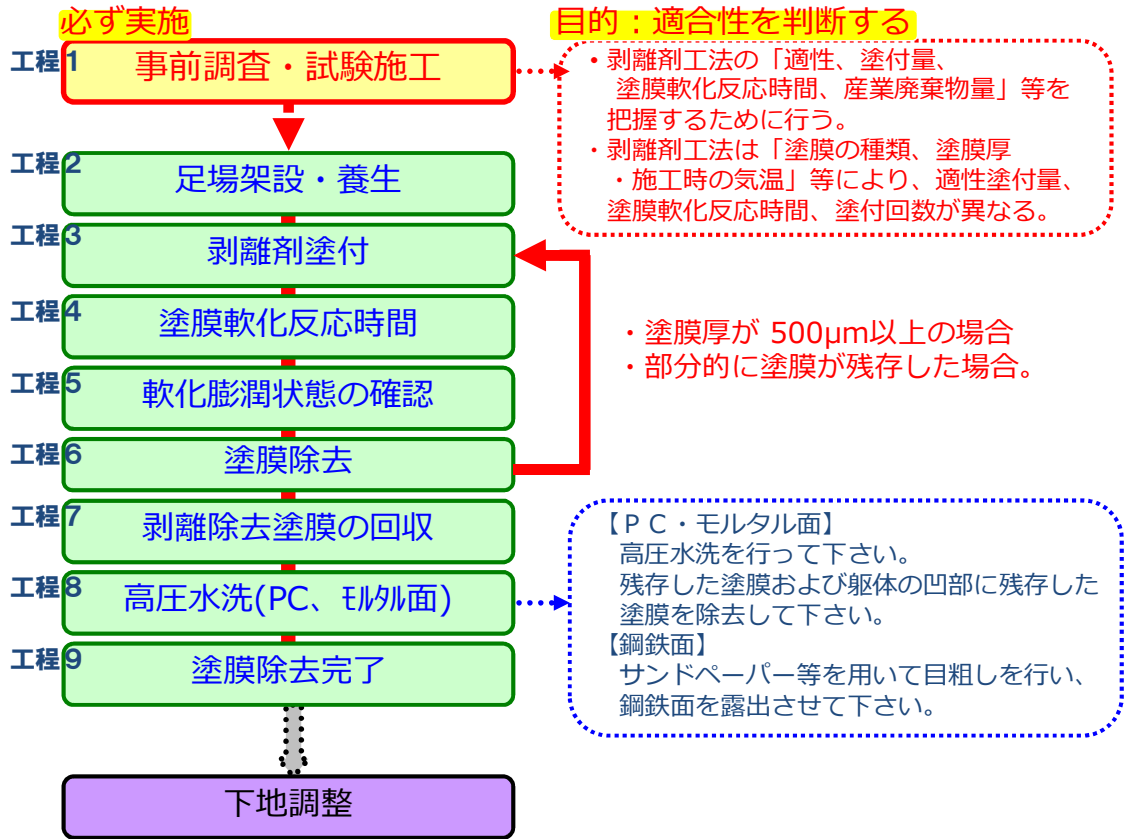 必ず実施
目的：適合性を判断する
工程1
事前調査・試験施工
・剥離剤工法の「適性、塗付量、
塗膜軟化反応時間、産業廃棄物量」等を
把握するために行う。
・剥離剤工法は「塗膜の種類、塗膜厚
・施工時の気温」等により、適性塗付量、
塗膜軟化反応時間、塗付回数が異なる。
工程2
足場架設・養生
工程3
剥離剤塗付
工程4
塗膜軟化反応時間
・塗膜厚が 500μm以上の場合
・部分的に塗膜が残存した場合。
工程5
軟化膨潤状態の確認
工程6
塗膜除去
工程7
剥離除去塗膜の回収
工程8
高圧水洗(PC、ﾓﾙﾀﾙ面)
【ＰＣ・モルタル面】
高圧水洗を行って下さい。
残存した塗膜および躯体の凹部に残存した
塗膜を除去して下さい。
【鋼鉄面】
サンドペーパー等を用いて目粗しを行い、
鋼鉄面を露出させて下さい。
工程9
塗膜除去完了
下地調整